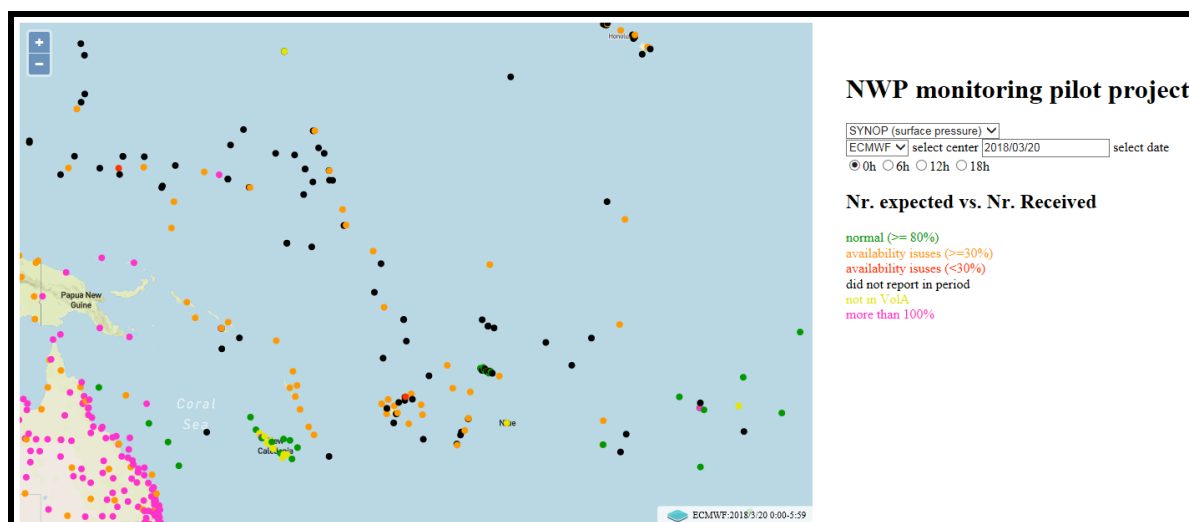 +
−
Honolu
NWP monitoring pilot project
SYNOP (surface pressure)
ECMWF select center 2018/03/20 select date
0h 6h 12h 18h
Nr. expected vs. Nr. Received
normal (>= 80%)
availability isuses (>=30%)
availability isuses (<30%)
did not report in period
not in VolA
more than 100%
Papua New
Guine
Coral
Sea
Caledonia
ECMWF:2018/3/20 0:00-5:59